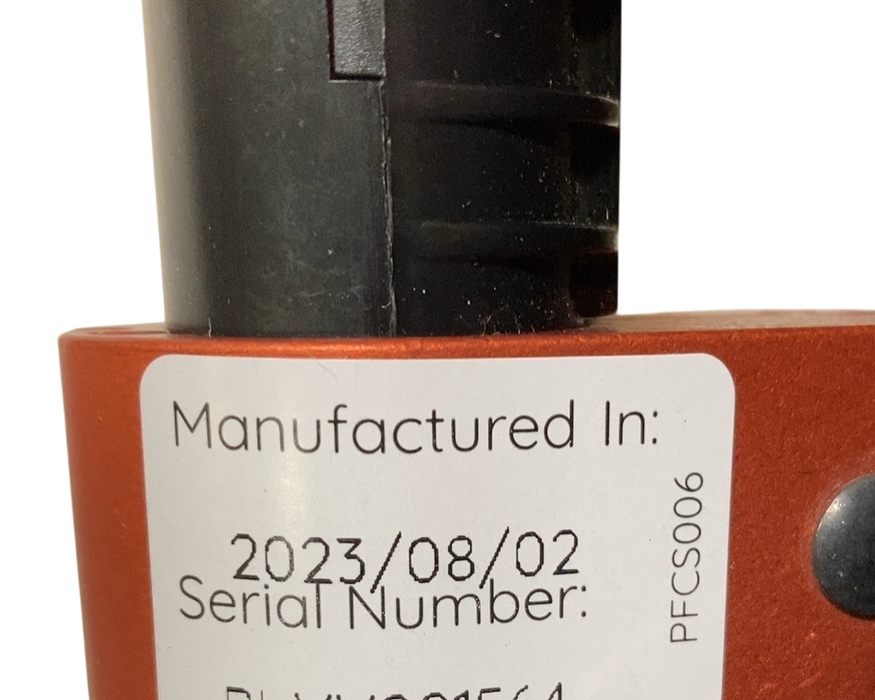 Manufactured In:
2023/08/02
Serial Number:
PFCS006